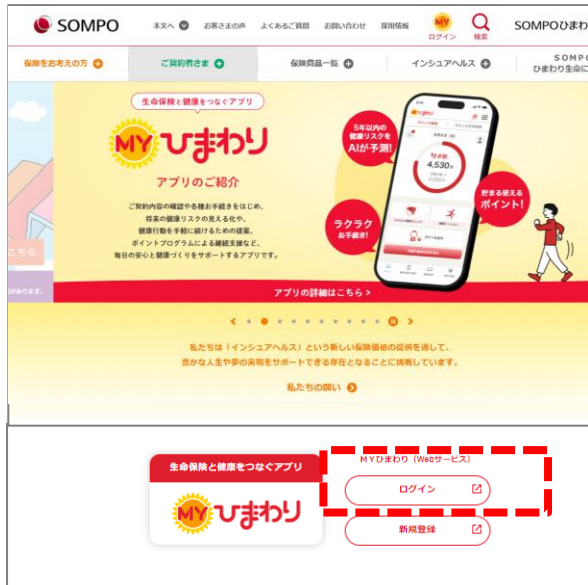 SOMPO
本文へ
お客さまの声
よくあるご質問
お問い合わせ
採用情報
MY
ログイン
検索
SOMPOひまわ
保険をお考えの方
ご契約者さま
保険商品一覧
インシュアヘルス
SOMPO
ひまわり生命に
生命保険と健康をつなぐアプリ
MYひまわり
アプリのご紹介
ご契約内容の確認や各種お手続きをはじめ、
将来の健康リスクの見える化や、
健康行動を手軽に続けるための提案、
ポイントプログラムによる継続支援など、
毎日の安心と健康づくりをサポートするアプリです。
5年以内の
健康リスクを
AIが予測!
4,530
ラクラク
お手続き!
貯まる使える
ポイント!
こちら
があります。
アプリの詳細はこちら >
私たちは「インシュアヘルス」という新しい保険価値の提供を通して、
豊かな人生や夢の実現をサポートできる存在となることに挑戦しています。
私たちの願い
生命保険と健康をつなぐアプリ
MYひまわり
MYひまわり（Webサービス）
ログイン
新規登録